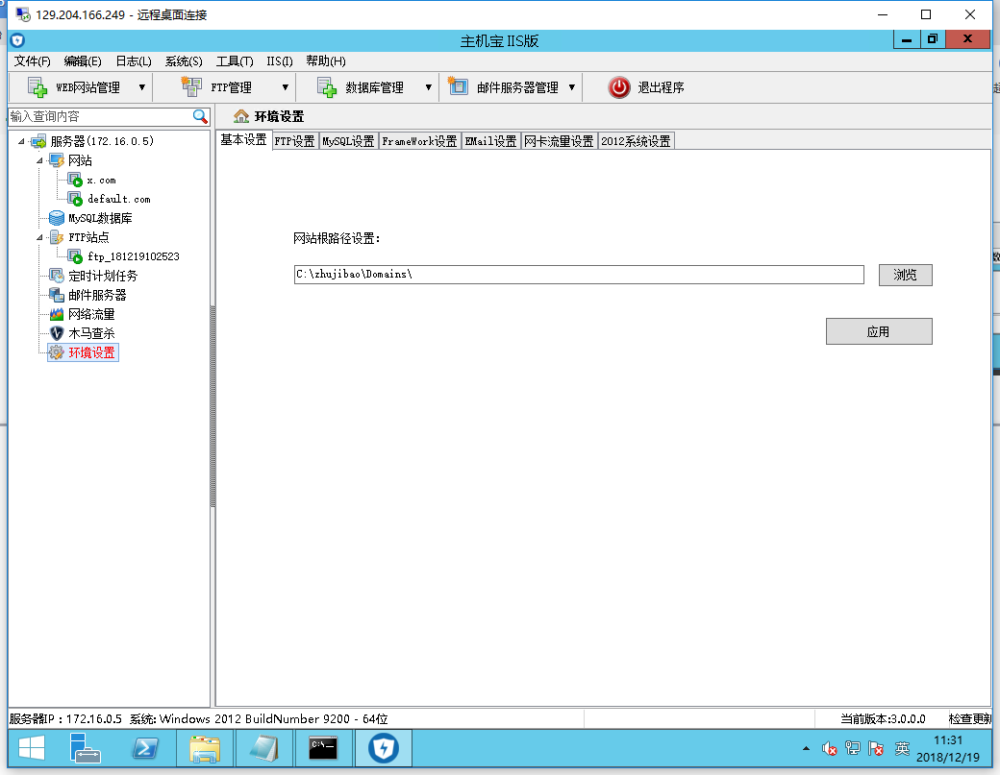 129.204.166.249 - 远程桌面连接
主机宝 IIS版
文件(F) 编辑(E) 日志(L) 系统(S) 工具(T) IIS(I) 帮助(H)
WEB网站管理 FTP管理 数据库管理 邮件服务器管理 退出程序
输入查询内容
环境设置
服务器(172.16.0.5)
网站
x.com
default.com
MySQL数据库
FTP站点
ftp_181219102523
定时计划任务
邮件服务器
网络流量
木马查杀
环境设置
基本设置 FTP设置 MySQL设置 FrameWork设置 EMail设置 网卡流量设置 2012系统设置
网站根路径设置:
C:\zhujibao\Domains\
浏览
应用
服务器IP：172.16.0.5 系统: Windows 2012 BuildNumber 9200 - 64位 当前版本:3.0.0.0 检查更新
C:\_
英
11:31
2018/12/19